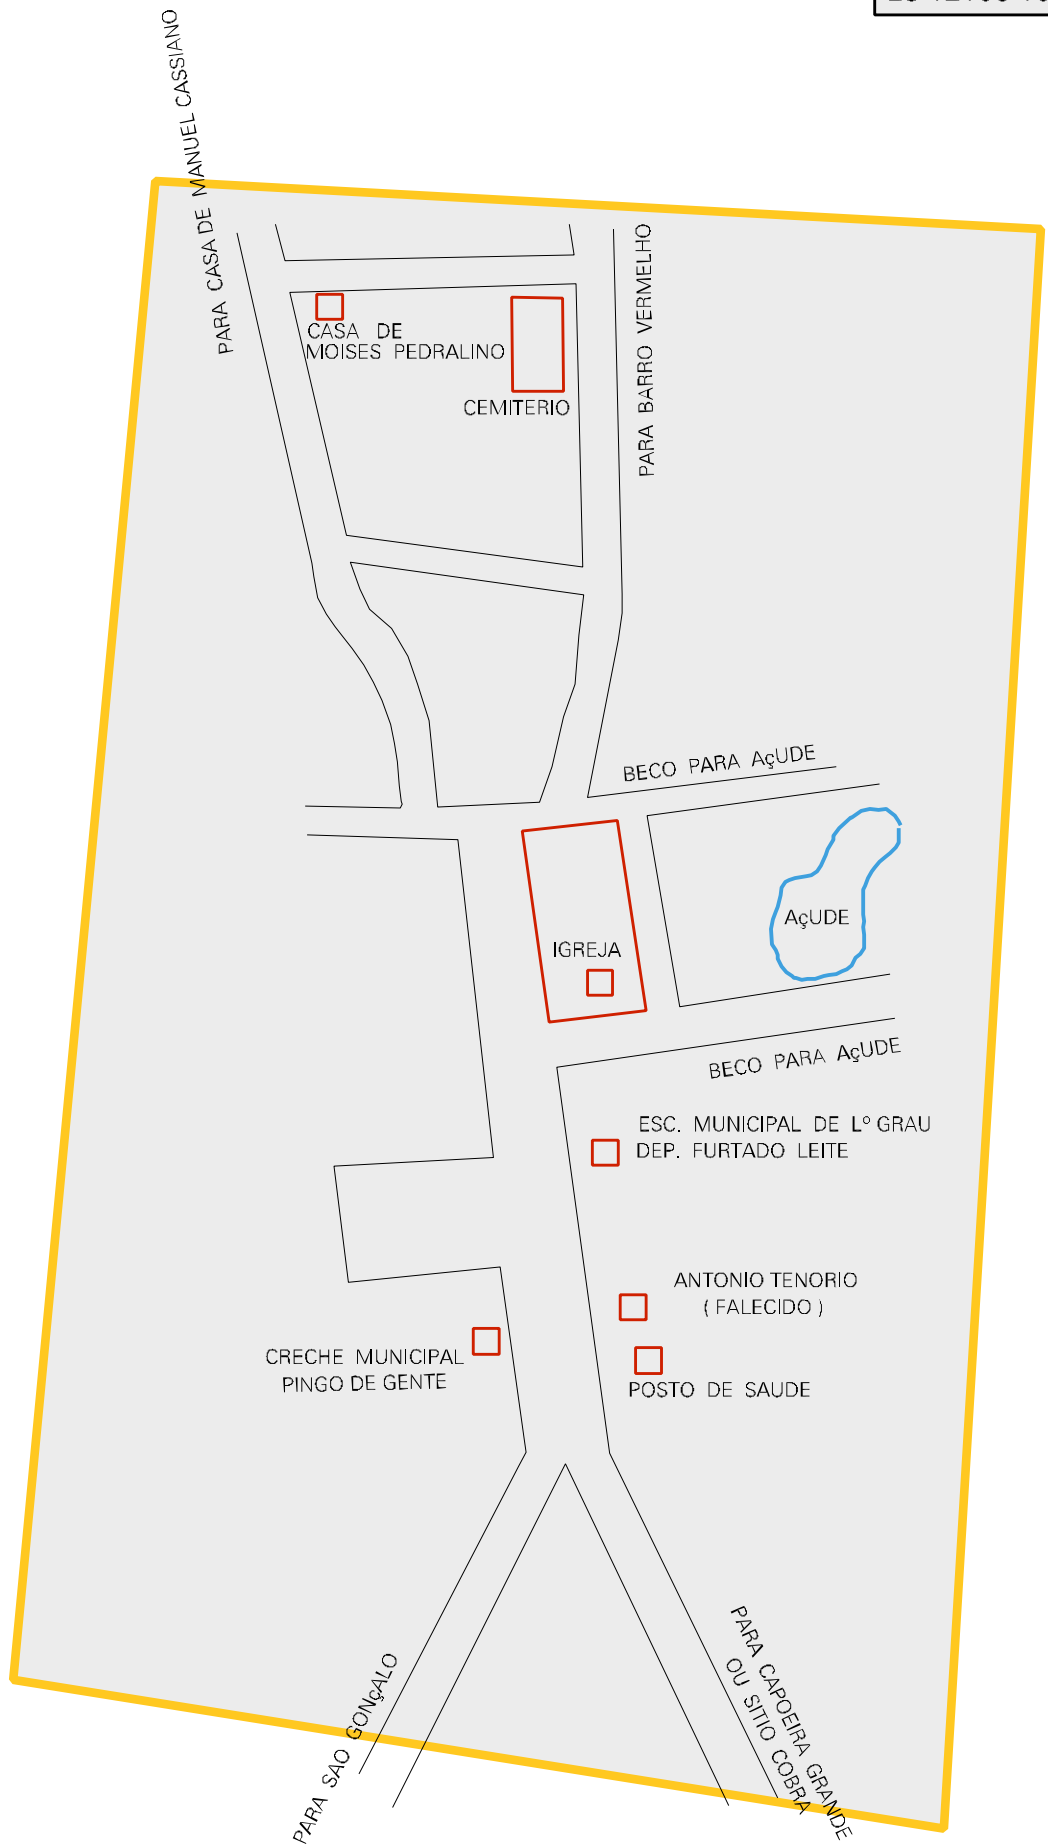 PARA CASA DE MANUEL CASSIANO
PARA BARRO VERMELHO
CASA DE
MOISES PEDRALINO
CEMITERIO
BECO PARA AçUDE
AçUDE
IGREJA
BECO PARA AçUDE
ESC. MUNICIPAL DE Lº GRAU
DEP. FURTADO LEITE
ANTONIO TENORIO
( FALECIDO )
CRECHE MUNICIPAL
PINGO DE GENTE
POSTO DE SAUDE
PARA SAO GONçALO
PARA CAPOEIRA GRANDE
OU SITIO COBRA